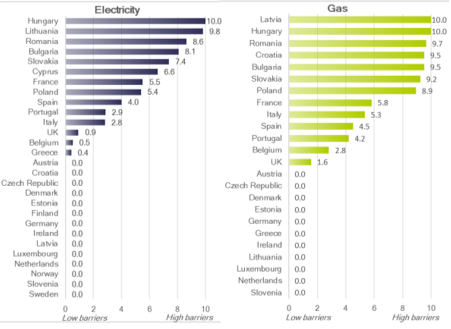 Electricity
Hungary 10.0
Lithuania 9.8
Romania 8.6
Bulgaria 8.1
Slovakia 7.4
Cyprus 6.6
France 5.5
Poland 5.4
Spain 4.0
Portugal 2.9
Italy 2.8
UK 0.9
Belgium 0.5
Greece 0.4
Austria 0.0
Croatia 0.0
Czech Republic 0.0
Denmark 0.0
Estonia 0.0
Finland 0.0
Germany 0.0
Ireland 0.0
Latvia 0.0
Luxembourg 0.0
Netherlands 0.0
Norway 0.0
Slovenia 0.0
Sweden 0.0
0 2 4 6 8 10
Low barriers High barriers
Gas
Latvia 10.0
Hungary 10.0
Romania 9.7
Croatia 9.5
Bulgaria 9.5
Slovakia 9.2
Poland 8.9
France 5.8
Italy 5.3
Spain 4.5
Portugal 4.2
Belgium 2.8
UK 1.6
Austria 0.0
Czech Republic 0.0
Denmark 0.0
Estonia 0.0
Germany 0.0
Greece 0.0
Ireland 0.0
Lithuania 0.0
Luxembourg 0.0
Netherlands 0.0
Slovenia 0.0
0 2 4 6 8 10
Low barriers High barriers